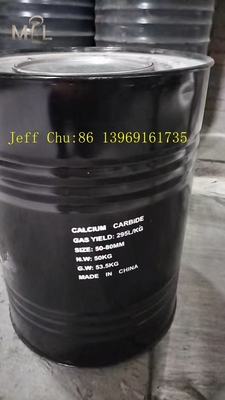 MFL
Jeff Chu:86 13969161735
CALCIUM CARBIDE
GAS YIELD: 295L/KG
SIZE: 50-80MM
N.W: 50KG
G.W: 53.5KG
MADE IN CHINA